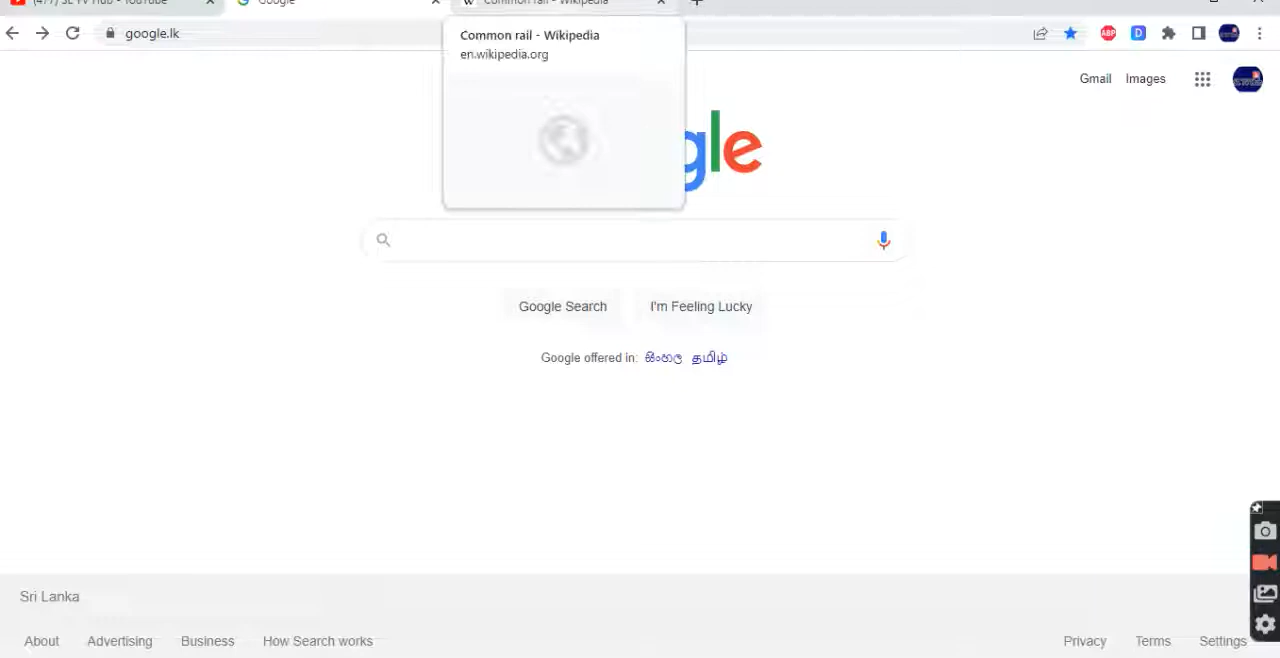 (477) SL TV Hub - YouTube
Google
Common rail - Wikipedia
google.lk
ABP
D
Common rail - Wikipedia
en.wikipedia.org
Gmail
Images
gle
Google Search
I'm Feeling Lucky
Google offered in: සිංහල தமிழ்
Sri Lanka
About
Advertising
Business
How Search works
Privacy
Terms
Settings